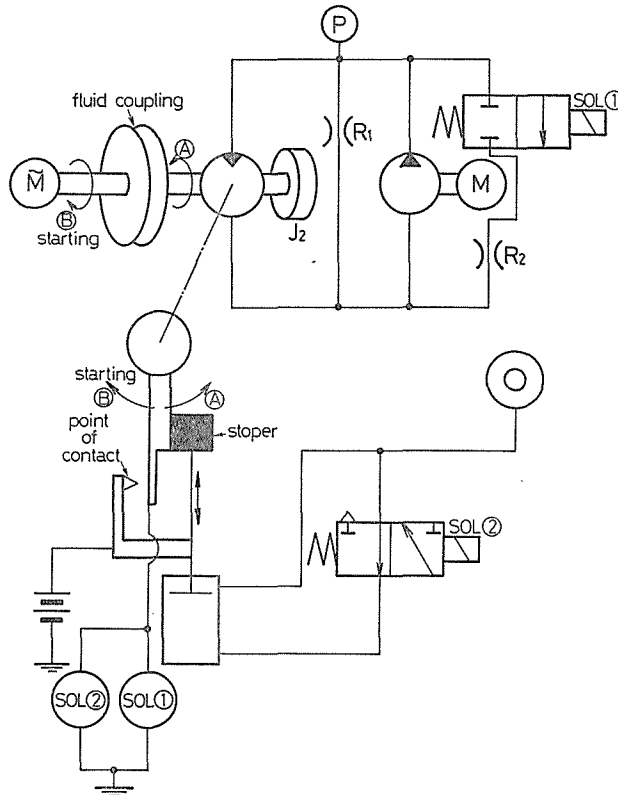 P
fluid coupling
SOL①
R₁
Ⓐ
M̃
M
Ⓑ
starting
J₂
R₂
starting
Ⓑ
Ⓐ
point
of
contact
stoper
SOL②
SOL②
SOL①